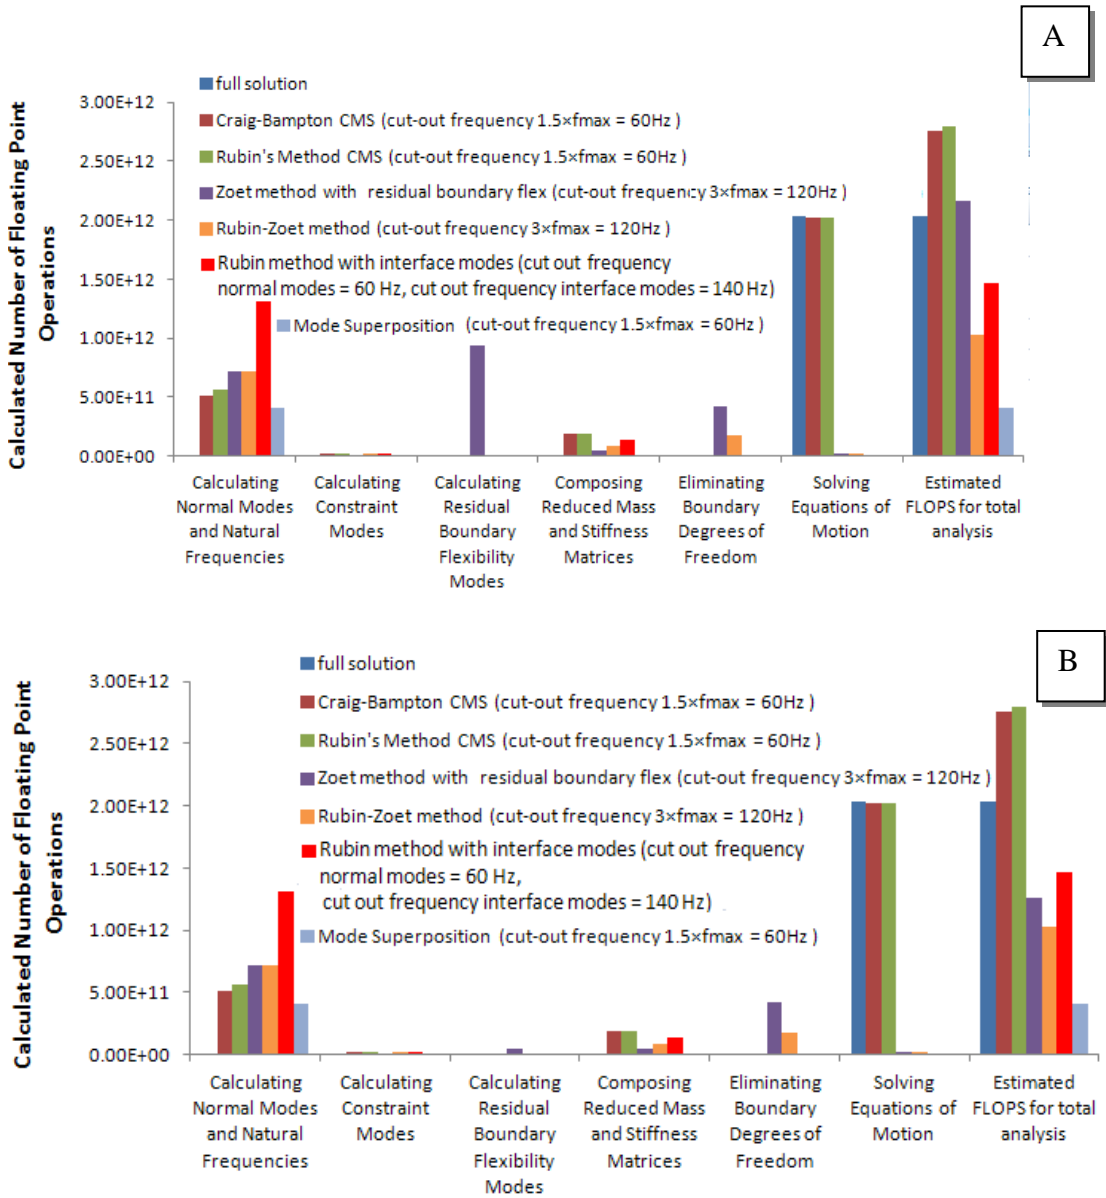 A
full solution
3.00E+12
Craig-Bampton CMS (cut-out frequency 1.5×fmax = 60Hz )
2.50E+12
Rubin's Method CMS (cut-out frequency 1.5×fmax = 60Hz )
Zoet method with residual boundary flex (cut-out frequency 3×fmax = 120Hz )
2.00E+12
Rubin-Zoet method (cut-out frequency 3×fmax = 120Hz )
Rubin method with interface modes (cut out frequency
1.50E+12
normal modes = 60 Hz, cut out frequency interface modes = 140 Hz)
Mode Superposition (cut-out frequency 1.5×fmax = 60Hz )
1.00E+12
5.00E+11
0.00E+00
Calculated Number of Floating Point
Operations
Calculating
Normal Modes
and Natural
Frequencies
Calculating
Constraint
Modes
Calculating
Residual
Boundary
Flexibility
Modes
Composing
Reduced Mass
and Stiffness
Matrices
Eliminating
Boundary
Degrees of
Freedom
Solving
Equations of
Motion
Estimated
FLOPS for total
analysis
B
full solution
3.00E+12
Craig-Bampton CMS (cut-out frequency 1.5×fmax = 60Hz )
2.50E+12
Rubin's Method CMS (cut-out frequency 1.5×fmax = 60Hz )
Zoet method with residual boundary flex (cut-out frequency 3×fmax = 120Hz )
2.00E+12
Rubin-Zoet method (cut-out frequency 3×fmax = 120Hz )
Rubin method with interface modes (cut out frequency
1.50E+12
normal modes = 60 Hz,
cut out frequency interface modes = 140 Hz)
1.00E+12
Mode Superposition (cut-out frequency 1.5×fmax = 60Hz )
5.00E+11
0.00E+00
Calculated Number of Floating Point
Operations
Calculating
Normal Modes
and Natural
Frequencies
Calculating
Constraint
Modes
Calculating
Residual
Boundary
Flexibility
Modes
Composing
Reduced Mass
and Stiffness
Matrices
Eliminating
Boundary
Degrees of
Freedom
Solving
Equations of
Motion
Estimated
FLOPS for total
analysis